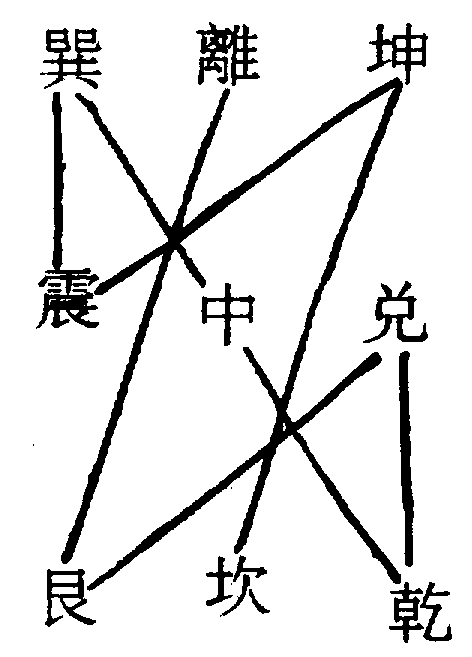 巽 離 坤
震 中 兑
艮 坎 乾